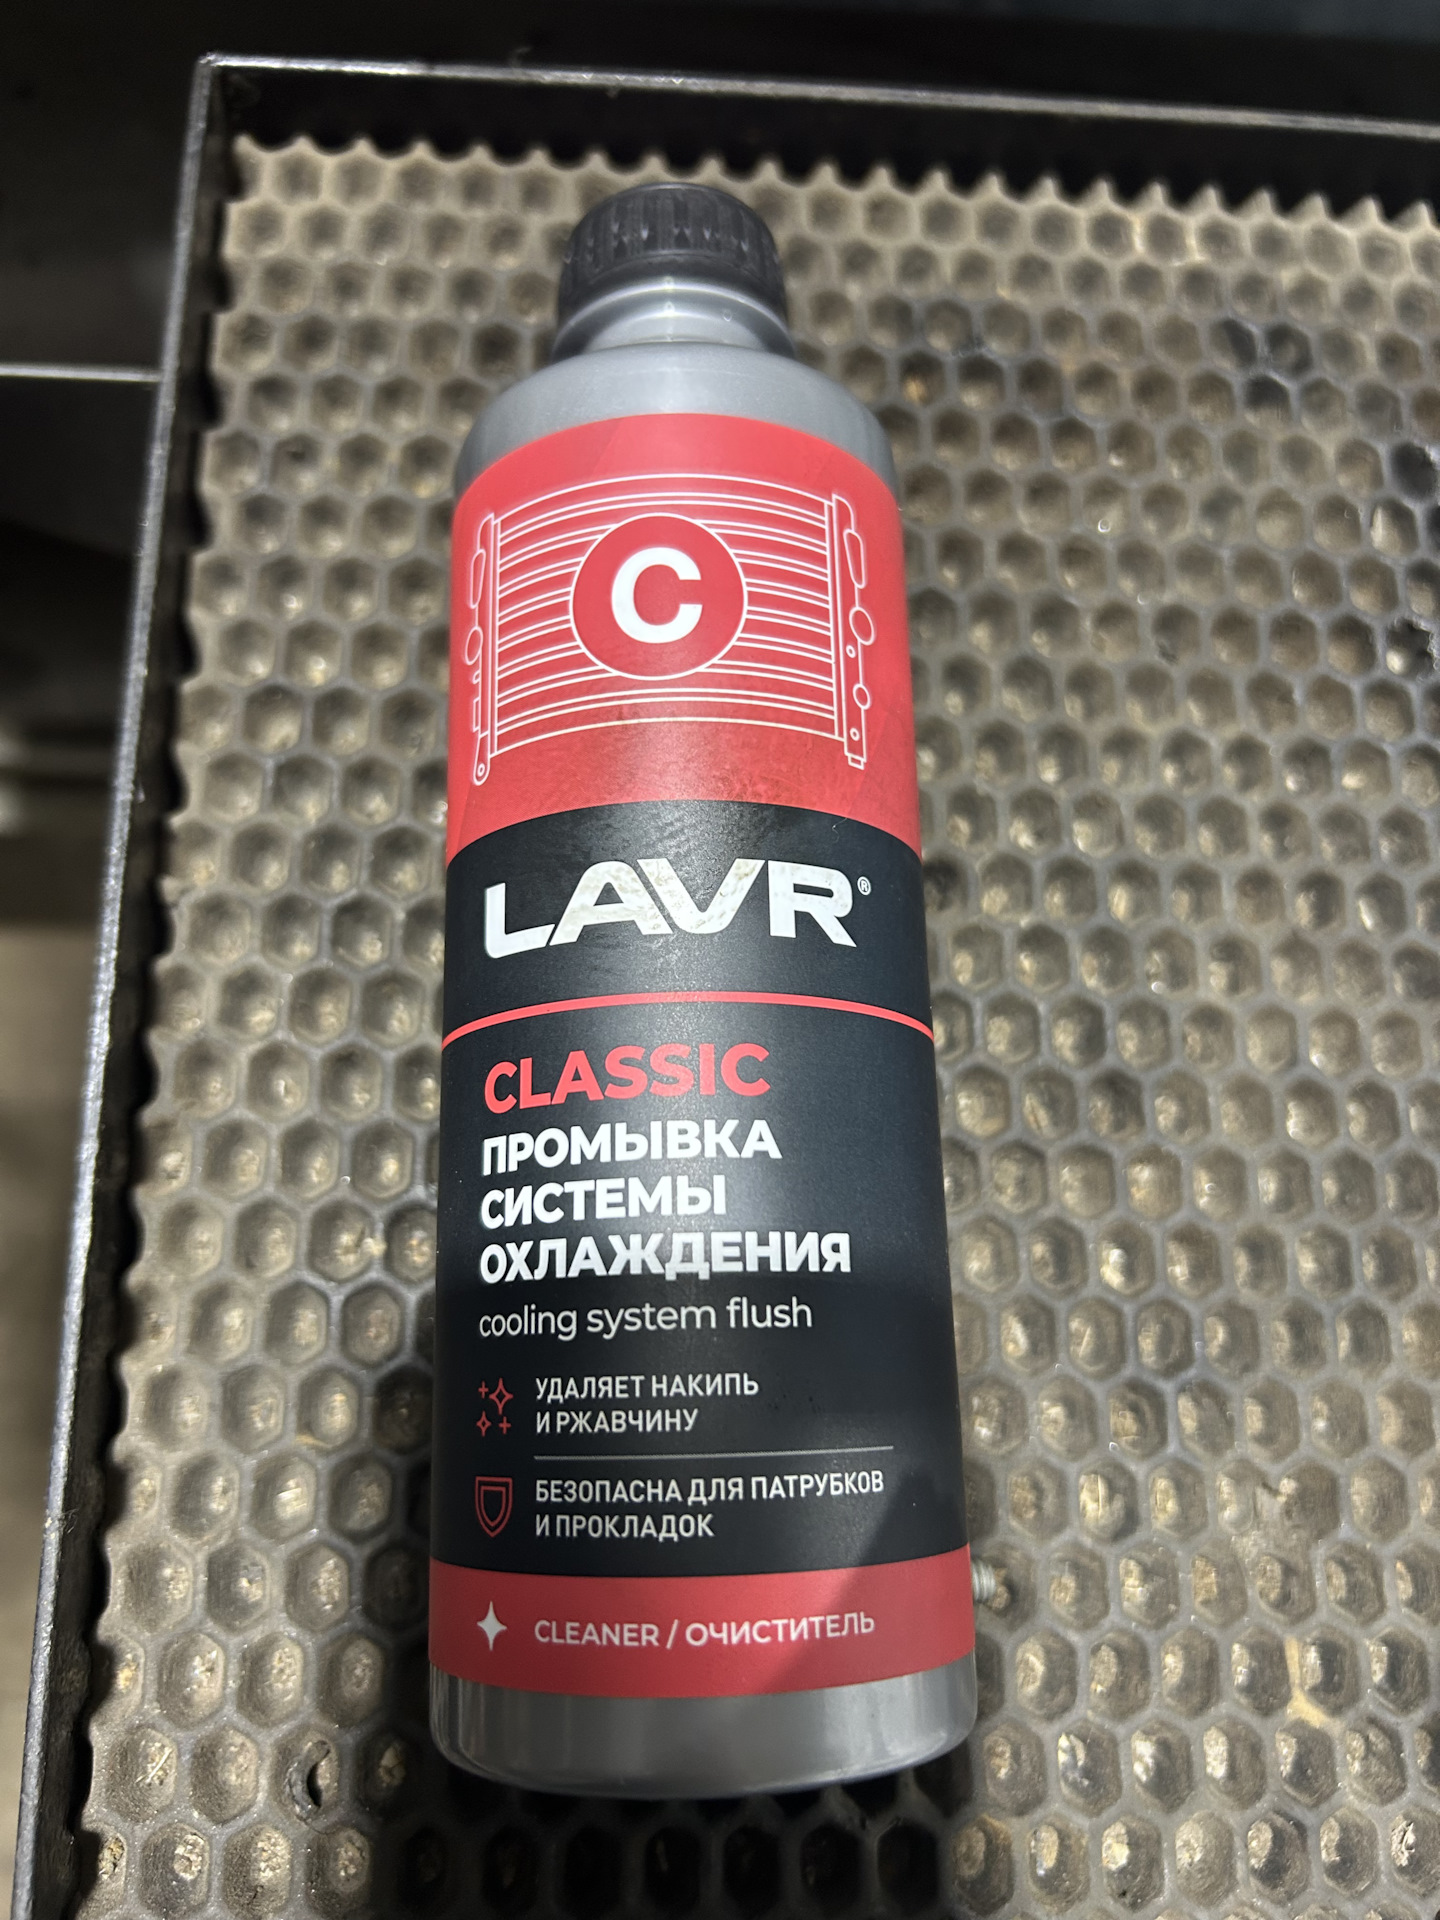 C
LAVR®
CLASSIC
ПРОМЫВКА
СИСТЕМЫ
ОХЛАЖДЕНИЯ
cooling system flush
УДАЛЯЕТ НАКИПЬ
И РЖАВЧИНУ
БЕЗОПАСНА ДЛЯ ПАТРУБКОВ
И ПРОКЛАДОК
CLEANER / ОЧИСТИТЕЛЬ